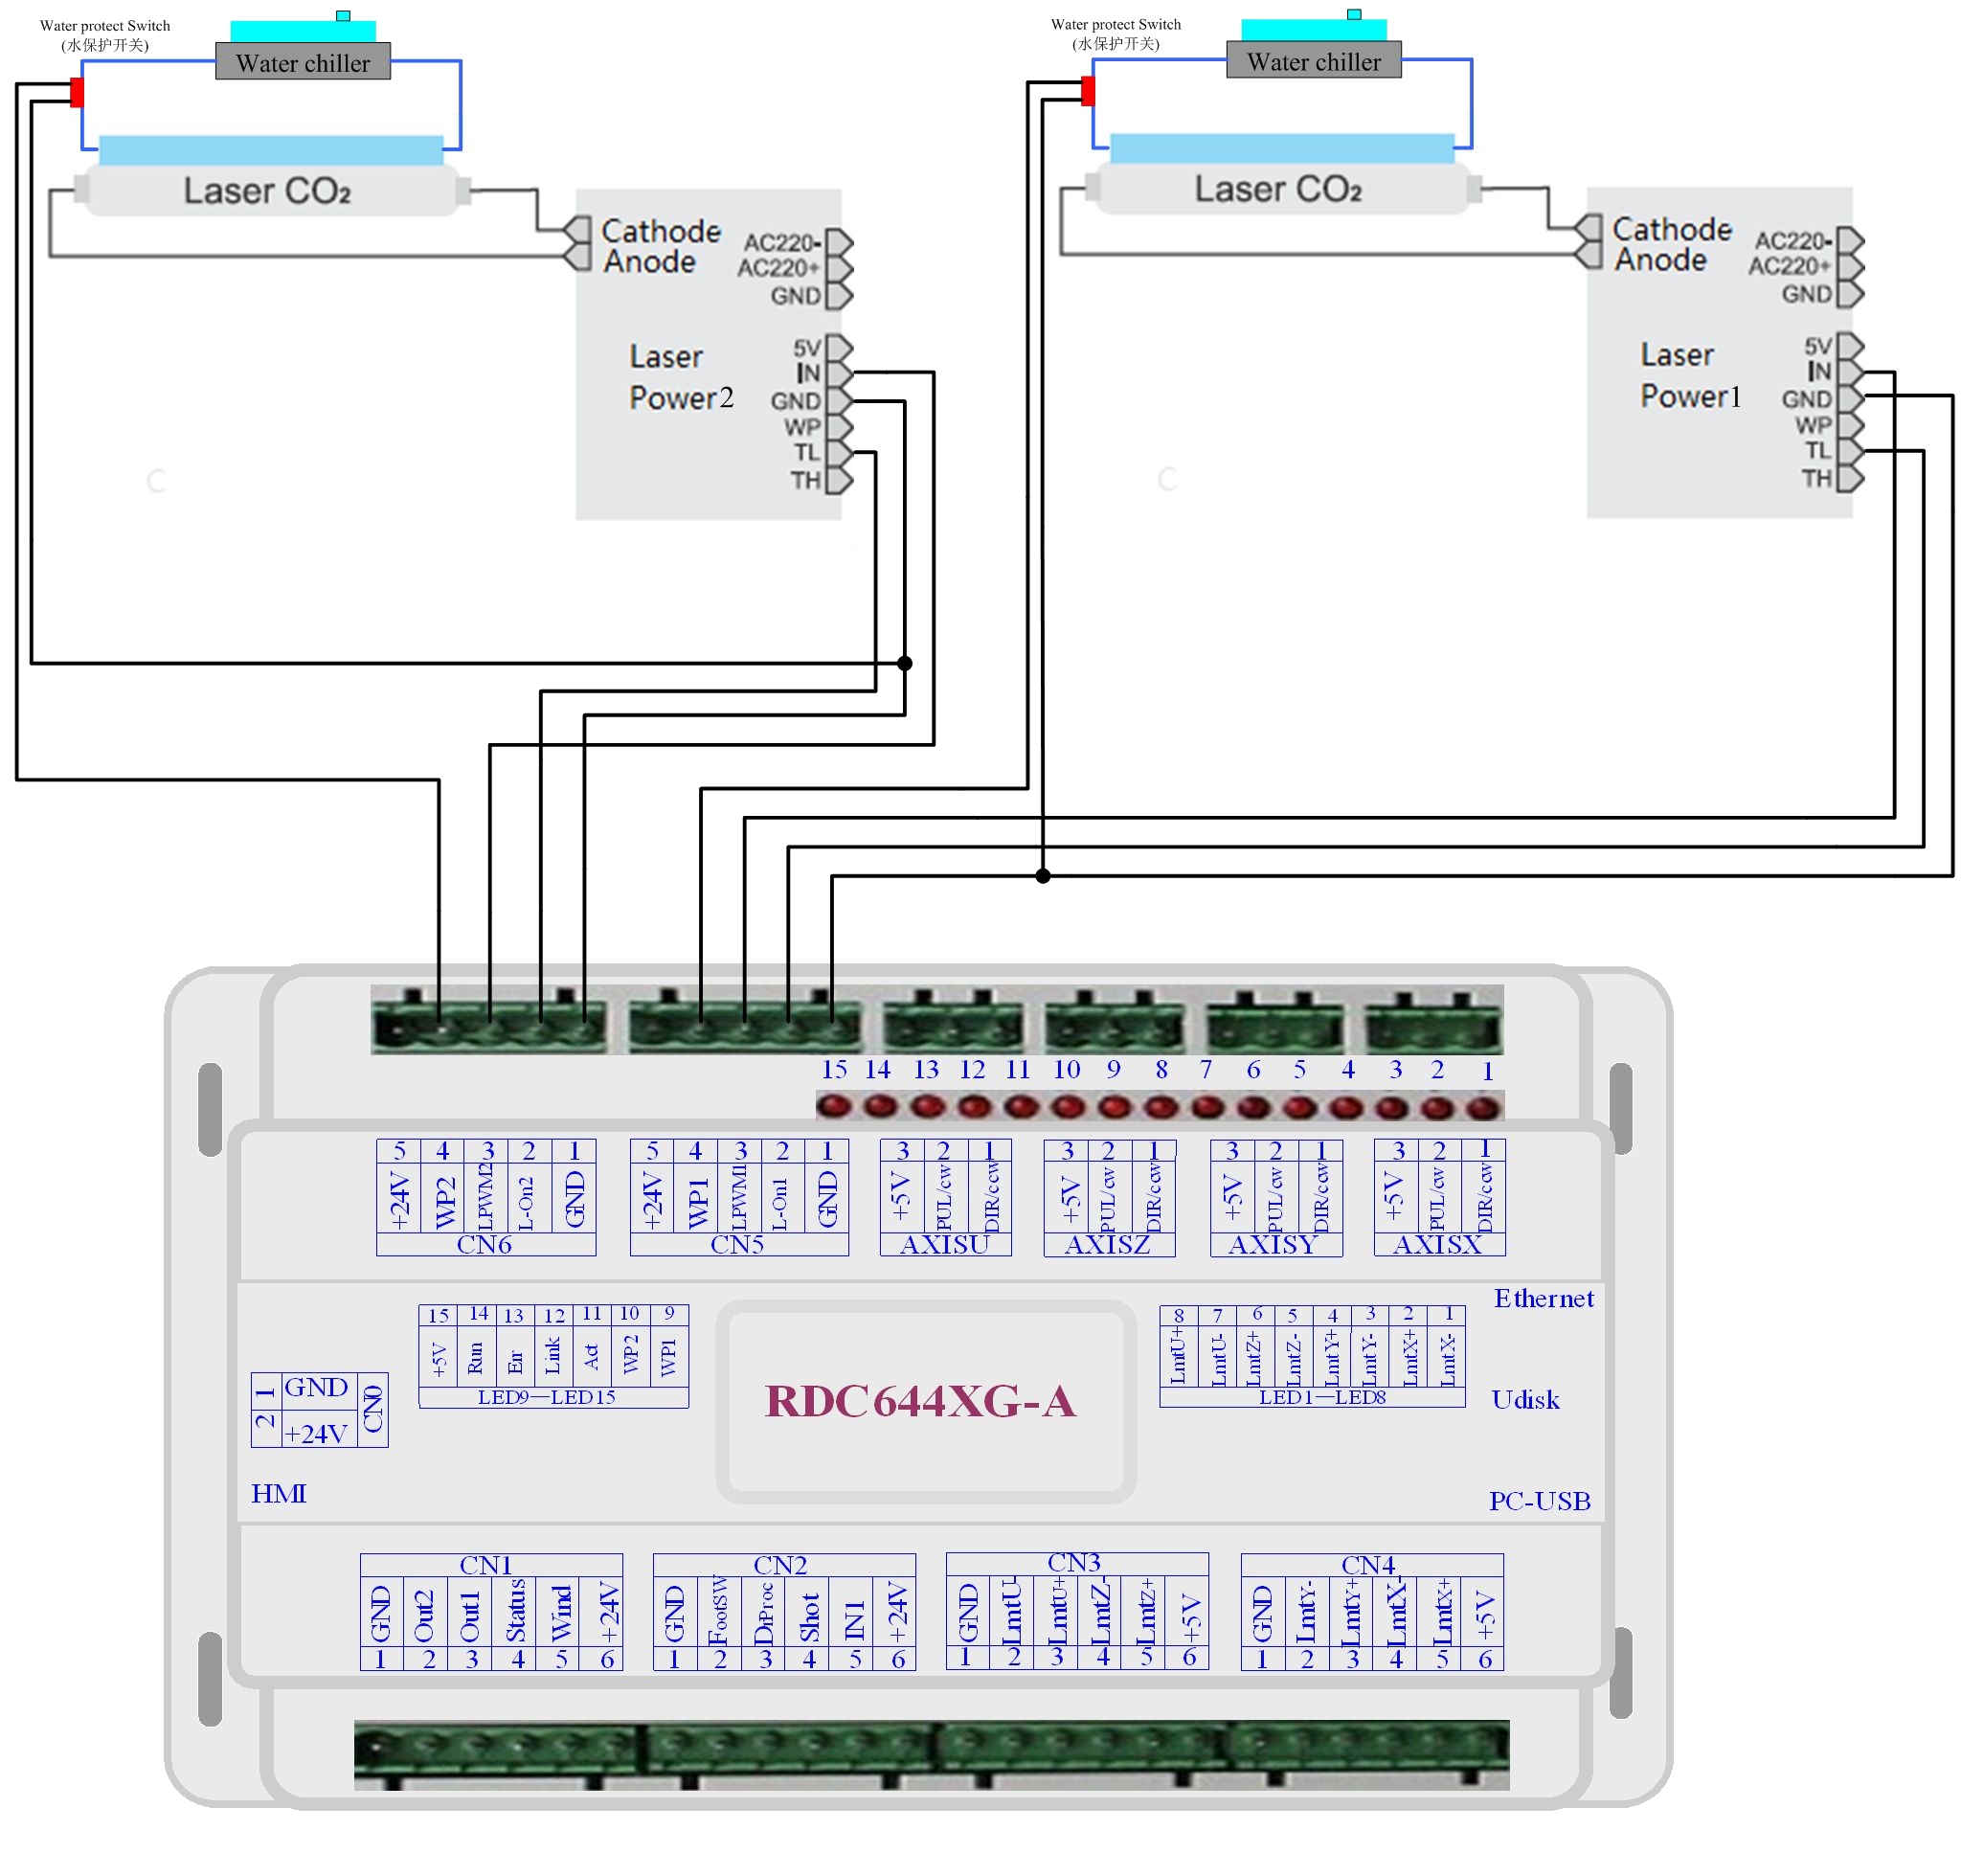 Water protect Switch
(水保护开关)
Water chiller
Laser CO₂
Cathode
Anode
AC220-
AC220+
GND
Laser
Power2
5V
IN
GND
WP
TL
TH
C
Water protect Switch
(水保护开关)
Water chiller
Laser CO₂
Cathode
Anode
AC220-
AC220+
GND
Laser
Power1
5V
IN
GND
WP
TL
TH
C
15 14 13 12 11 10 9 8 7 6 5 4 3 2 1
5 4 3 2 1
+24V WP2 LPWM2 L-On2 GND
CN6
5 4 3 2 1
+24V WP1 LPWM1 L-On1 GND
CN5
3 2 1
+5V PUL/cw DIR/ccw
AXISU
3 2 1
+5V PUL/cw DIR/ccw
AXISZ
3 2 1
+5V PUL/cw DIR/ccw
AXISY
3 2 1
+5V PUL/cw DIR/ccw
AXISX
15 14 13 12 11 10 9
+5V Run Err Link Act WP2 WP1
LED9—LED15
8 7 6 5 4 3 2 1
LmtU+ LmtU- LmtZ+ LmtZ- LmtY+ LmtY- LmtX+ LmtX-
LED1—LED8
Ethernet
1 GND
2 +24V
CN0
RDC644XG-A
Udisk
HMI
PC-USB
CN1
GND Out2 Out1 Status Wind +24V
1 2 3 4 5 6
CN2
GND FootSW DrProc Shot IN1 +24V
1 2 3 4 5 6
CN3
GND LmtU- LmtU+ LmtZ- LmtZ+ +5V
1 2 3 4 5 6
CN4
GND LmtY- LmtY+ LmtX- LmtX+ +5V
1 2 3 4 5 6